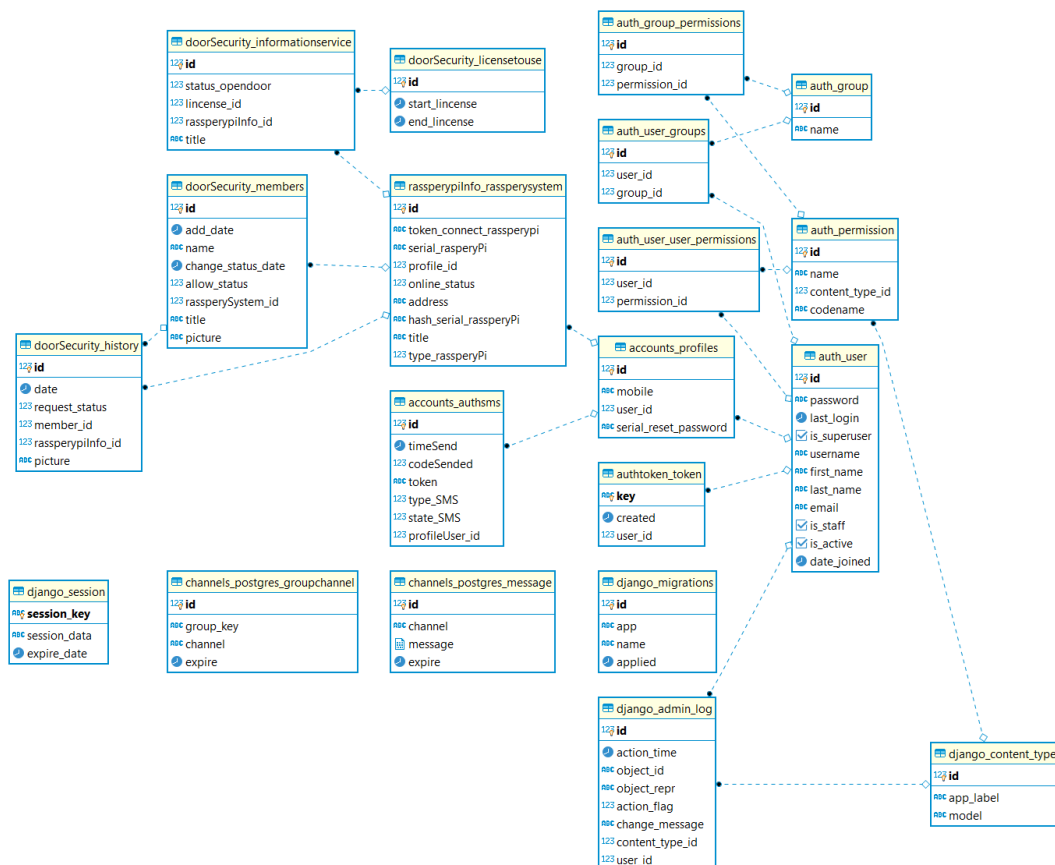 doorSecurity_informationservice
id
status_opendoor
lincense_id
rassperypiInfo_id
title
doorSecurity_licensetouse
id
start_lincense
end_lincense
auth_group_permissions
id
group_id
permission_id
auth_group
id
name
auth_user_groups
id
user_id
group_id
doorSecurity_members
id
add_date
name
change_status_date
allow_status
rassperySystem_id
title
picture
rassperypiInfo_rassperysystem
id
token_connect_rassperypi
serial_rasperyPi
profile_id
online_status
address
hash_serial_rassperyPi
title
type_rassperyPi
auth_user_user_permissions
id
user_id
permission_id
auth_permission
id
name
content_type_id
codename
doorSecurity_history
id
date
request_status
member_id
rassperypiInfo_id
picture
accounts_authsms
id
timeSend
codeSended
token
type_SMS
state_SMS
profileUser_id
accounts_profiles
id
mobile
user_id
serial_reset_password
auth_user
id
password
last_login
is_superuser
username
first_name
last_name
email
is_staff
is_active
date_joined
authtoken_token
key
created
user_id
django_session
session_key
session_data
expire_date
channels_postgres_groupchannel
id
group_key
channel
expire
channels_postgres_message
id
channel
message
expire
django_migrations
id
app
name
applied
django_admin_log
id
action_time
object_id
object_repr
action_flag
change_message
content_type_id
user_id
django_content_type
id
app_label
model